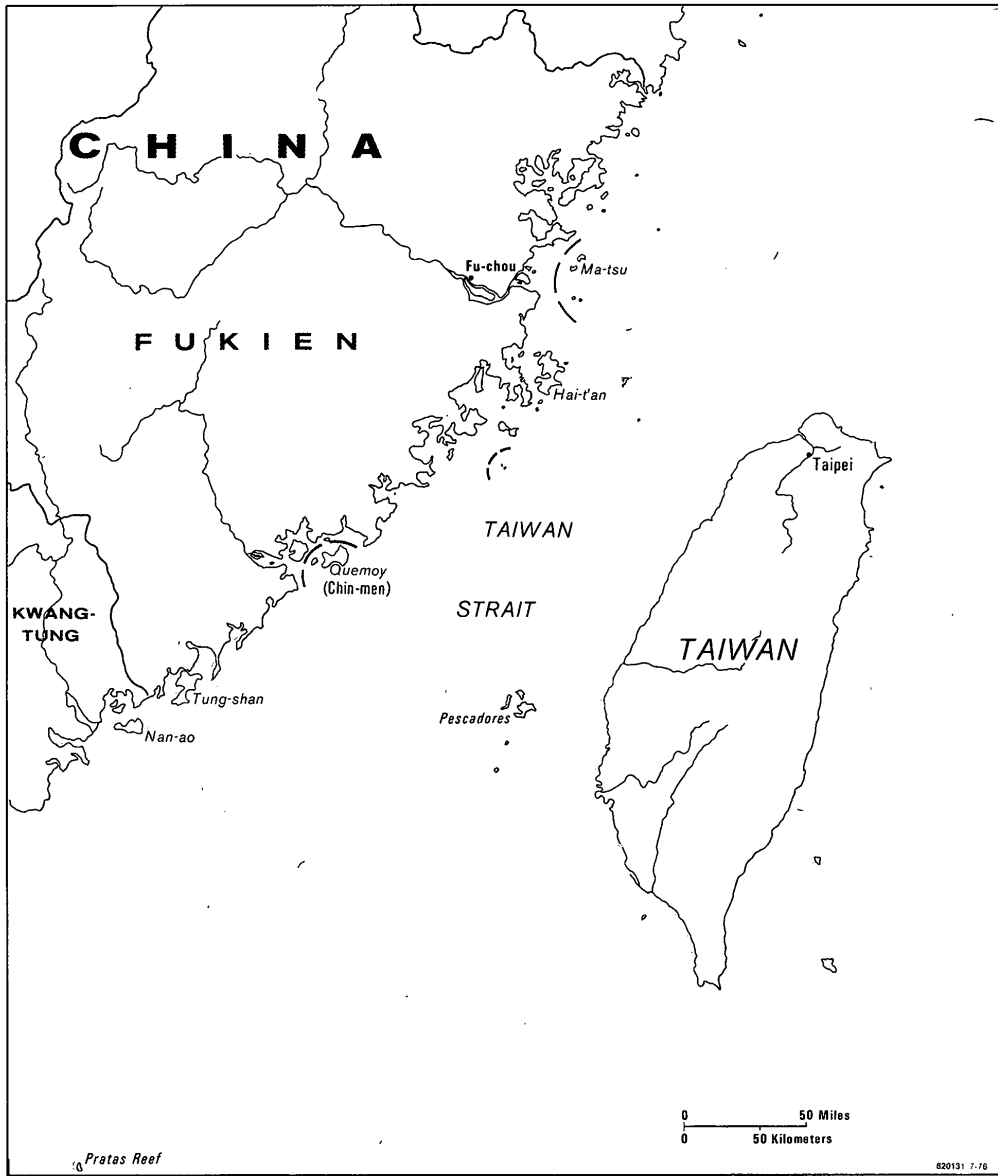 CHINA
Fu-chou
Ma-tsu
FUKIEN
Hai-t'an
Taipei
TAIWAN
STRAIT
Quemoy
(Chin-men)
KWANG-
TUNG
TAIWAN
Tung-shan
Pescadores
Nan-ao
0 50 Miles
0 50 Kilometers
Pratas Reef
620131 7-76